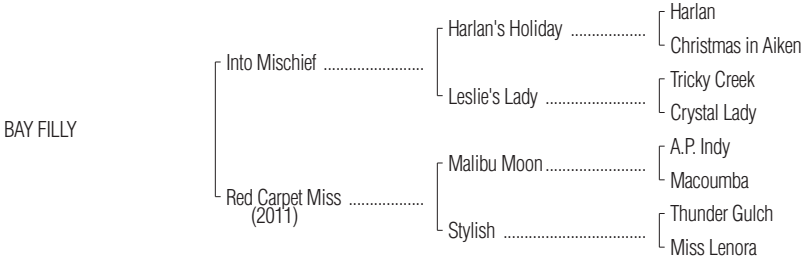 Harlan
Harlan's Holiday ..................
Christmas in Aiken
Into Mischief ........................
Tricky Creek
Leslie's Lady ........................
Crystal Lady
BAY FILLY
A.P. Indy
Malibu Moon ........................
Macoumba
Red Carpet Miss ..................
(2011)
Thunder Gulch
Stylish ..................................
Miss Lenora